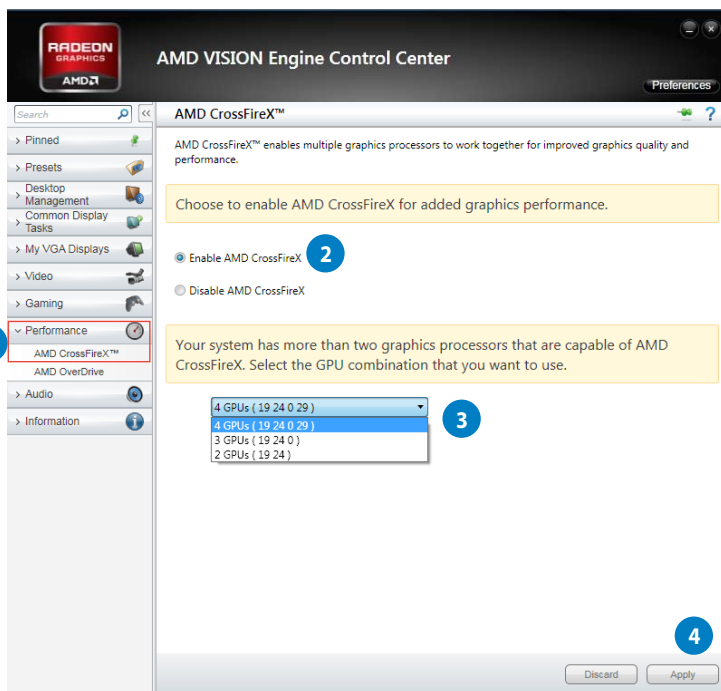 RADEON
GRAPHICS
AMD
AMD VISION Engine Control Center
Preferences
Search
<<
AMD CrossFireX™
?
> Pinned
> Presets
> Desktop
Management
> Common Display
Tasks
> My VGA Displays
> Video
> Gaming
Performance
AMD CrossFireX™
AMD OverDrive
> Audio
> Information
AMD CrossFireX™ enables multiple graphics processors to work together for improved graphics quality and
performance.
Choose to enable AMD CrossFireX for added graphics performance.
Enable AMD CrossFireX
2
Disable AMD CrossFireX
Your system has more than two graphics processors that are capable of AMD
CrossFireX. Select the GPU combination that you want to use.
4 GPUs ( 19 24 0 29 )
4 GPUs ( 19 24 0 29 )
3 GPUs ( 19 24 0 )
2 GPUs ( 19 24 )
3
4
Discard
Apply